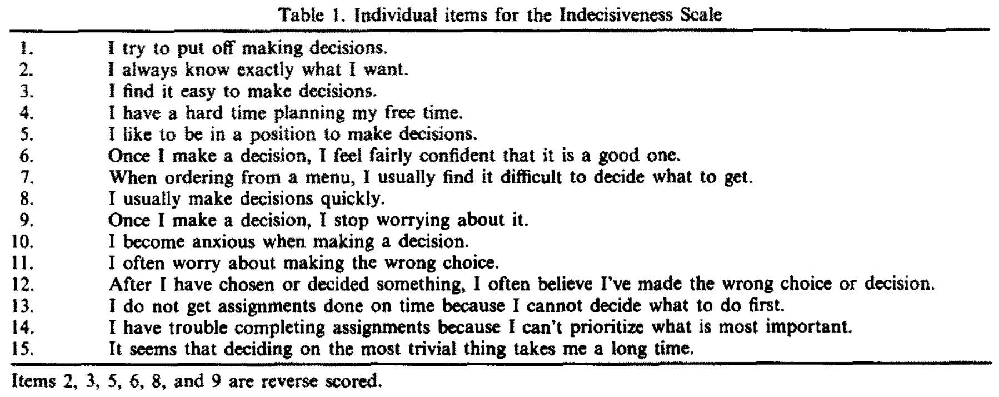 Table 1. Individual items for the Indecisiveness Scale
1. I try to put off making decisions.
2. I always know exactly what I want.
3. I find it easy to make decisions.
4. I have a hard time planning my free time.
5. I like to be in a position to make decisions.
6. Once I make a decision, I feel fairly confident that it is a good one.
7. When ordering from a menu, I usually find it difficult to decide what to get.
8. I usually make decisions quickly.
9. Once I make a decision, I stop worrying about it.
10. I become anxious when making a decision.
11. I often worry about making the wrong choice.
12. After I have chosen or decided something, I often believe I've made the wrong choice or decision.
13. I do not get assignments done on time because I cannot decide what to do first.
14. I have trouble completing assignments because I can't prioritize what is most important.
15. It seems that deciding on the most trivial thing takes me a long time.
Items 2, 3, 5, 6, 8, and 9 are reverse scored.